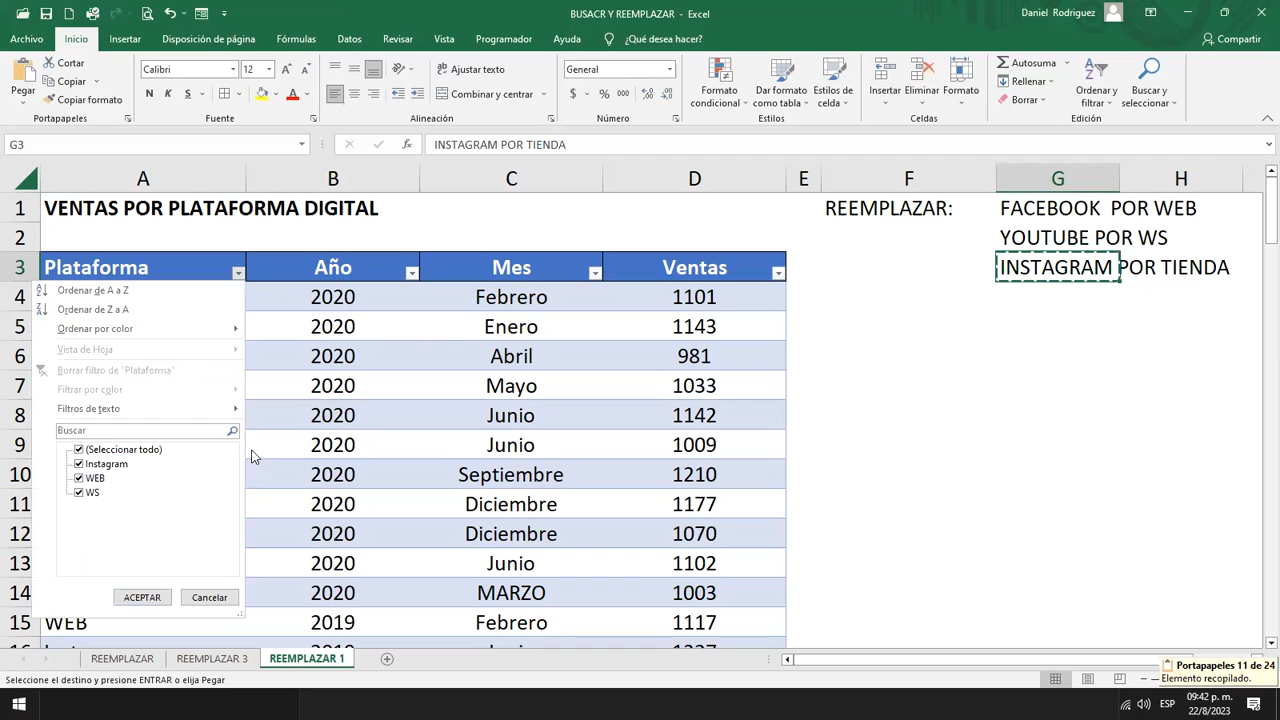 BUSACR Y REEMPLAZAR - Excel
Daniel Rodriguez
Archivo Inicio Insertar Disposición de página Fórmulas Datos Revisar Vista Programador Ayuda ¿Qué desea hacer? Compartir
Pegar
Cortar
Copiar
Copiar formato
Portapapeles
Calibri 12
N K S
Fuente
Ajustar texto
Combinar y centrar
Alineación
General
$ % 000
Número
Formato condicional
Dar formato como tabla
Estilos de celda
Estilos
Insertar Eliminar Formato
Celdas
Autosuma
Rellenar
Borrar
Ordenar y filtrar
Buscar y seleccionar
Edición
G3 fx INSTAGRAM POR TIENDA
A B C D E F G H
1 VENTAS POR PLATAFORMA DIGITAL REEMPLAZAR: FACEBOOK POR WEB
2 YOUTUBE POR WS
3 Plataforma Año Mes Ventas INSTAGRAM POR TIENDA
4 2020 Febrero 1101
5 2020 Enero 1143
6 2020 Abril 981
7 2020 Mayo 1033
8 2020 Junio 1142
9 2020 Junio 1009
10 2020 Septiembre 1210
11 2020 Diciembre 1177
12 2020 Diciembre 1070
13 2020 Junio 1102
14 2020 MARZO 1003
15 WEB 2019 Febrero 1117
Ordenar de A a Z
Ordenar de Z a A
Ordenar por color
Vista de Hoja
Borrar filtro de "Plataforma"
Filtrar por color
Filtros de texto
Buscar
(Seleccionar todo)
Instagram
WEB
WS
ACEPTAR Cancelar
REEMPLAZAR REEMPLAZAR 3 REEMPLAZAR 1
Seleccione el destino y presione ENTRAR o elija Pegar
Portapapeles 11 de 24
Elemento recopilado.
ESP
09:42 p. m.
22/8/2023